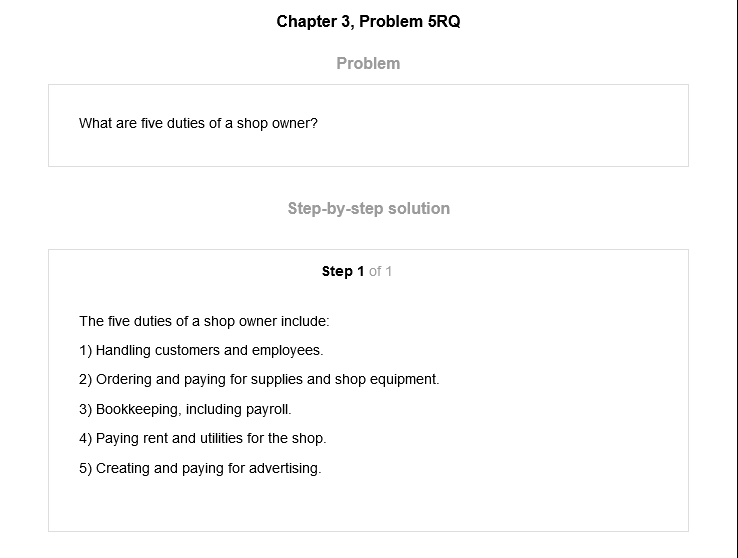 Chapter 3, Problem 5RQ
Problem
What are five duties of a shop owner?
Step-by-step solution
Step 1 of 1
The five duties of a shop owner include:
1) Handling customers and employees.
2) Ordering and paying for supplies and shop equipment.
3) Bookkeeping, including payroll.
4) Paying rent and utilities for the shop.
5) Creating and paying for advertising.